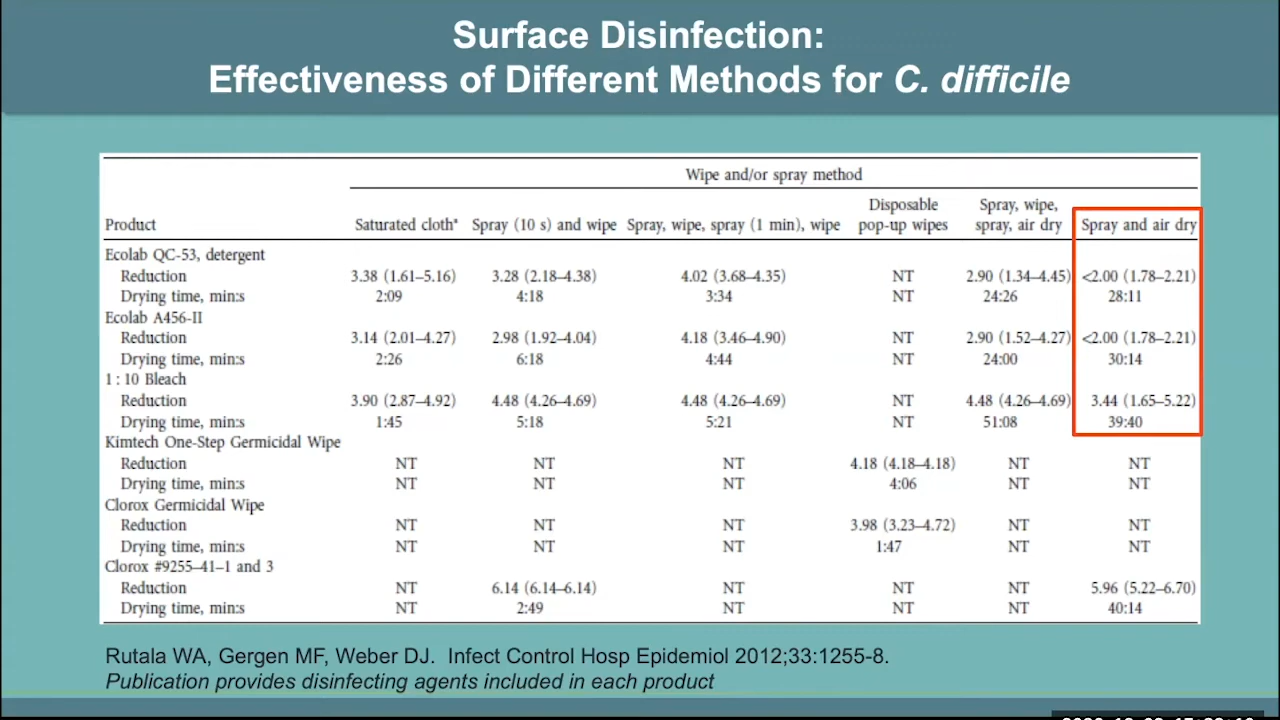 Surface Disinfection:
Effectiveness of Different Methods for C. difficile
Wipe and/or spray method
Product Saturated clothᵃ Spray (10 s) and wipe Spray, wipe, spray (1 min), wipe Disposable pop-up wipes Spray, wipe, spray, air dry Spray and air dry
Ecolab QC-53, detergent
Reduction 3.38 (1.61–5.16) 3.28 (2.18–4.38) 4.02 (3.68–4.35) NT 2.90 (1.34–4.45) <2.00 (1.78–2.21)
Drying time, min:s 2:09 4:18 3:34 NT 24:26 28:11
Ecolab A456-II
Reduction 3.14 (2.01–4.27) 2.98 (1.92–4.04) 4.18 (3.46–4.90) NT 2.90 (1.52–4.27) <2.00 (1.78–2.21)
Drying time, min:s 2:26 6:18 4:44 NT 24:00 30:14
1 : 10 Bleach
Reduction 3.90 (2.87–4.92) 4.48 (4.26–4.69) 4.48 (4.26–4.69) NT 4.48 (4.26–4.69) 3.44 (1.65–5.22)
Drying time, min:s 1:45 5:18 5:21 NT 51:08 39:40
Kimtech One-Step Germicidal Wipe
Reduction NT NT NT 4.18 (4.18–4.18) NT NT
Drying time, min:s NT NT NT 4:06 NT NT
Clorox Germicidal Wipe
Reduction NT NT NT 3.98 (3.23–4.72) NT NT
Drying time, min:s NT NT NT 1:47 NT NT
Clorox #9255–41–1 and 3
Reduction NT 6.14 (6.14–6.14) NT NT NT 5.96 (5.22–6.70)
Drying time, min:s NT 2:49 NT NT NT 40:14
Rutala WA, Gergen MF, Weber DJ. Infect Control Hosp Epidemiol 2012;33:1255-8.
Publication provides disinfecting agents included in each product